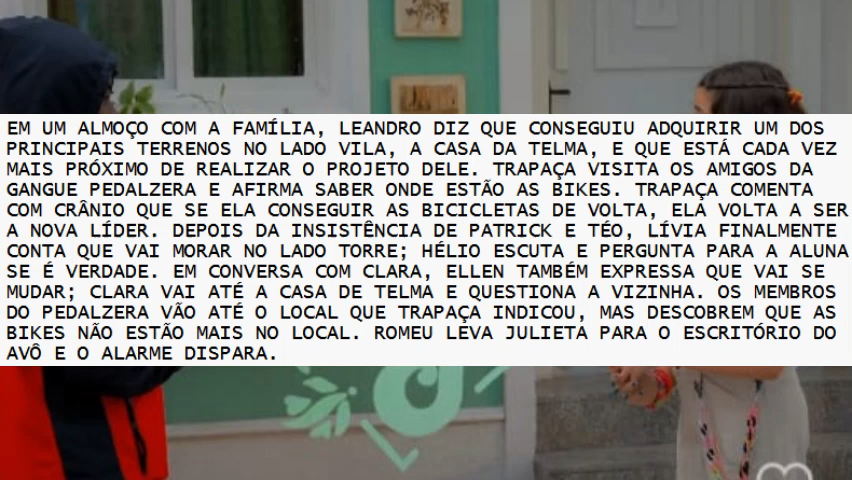 EM UM ALMOÇO COM A FAMÍLIA, LEANDRO DIZ QUE CONSEGUIU ADQUIRIR UM DOS
PRINCIPAIS TERRENOS NO LADO VILA, A CASA DA TELMA, E QUE ESTÁ CADA VEZ
MAIS PRÓXIMO DE REALIZAR O PROJETO DELE. TRAPAÇA VISITA OS AMIGOS DA
GANGUE PEDALZERA E AFIRMA SABER ONDE ESTÃO AS BIKES. TRAPAÇA COMENTA
COM CRÂNIO QUE SE ELA CONSEGUIR AS BICICLETAS DE VOLTA, ELA VOLTA A SER
A NOVA LÍDER. DEPOIS DA INSISTÊNCIA DE PATRICK E TÉO, LÍVIA FINALMENTE
CONTA QUE VAI MORAR NO LADO TORRE; HÉLIO ESCUTA E PERGUNTA PARA A ALUNA
SE É VERDADE. EM CONVERSA COM CLARA, ELLEN TAMBÉM EXPRESSA QUE VAI SE
MUDAR; CLARA VAI ATÉ A CASA DE TELMA E QUESTIONA A VIZINHA. OS MEMBROS
DO PEDALZERA VÃO ATÉ O LOCAL QUE TRAPAÇA INDICOU, MAS DESCOBREM QUE AS
BIKES NÃO ESTÃO MAIS NO LOCAL. ROMEU LEVA JULIETA PARA O ESCRITÓRIO DO
AVÔ E O ALARME DISPARA.